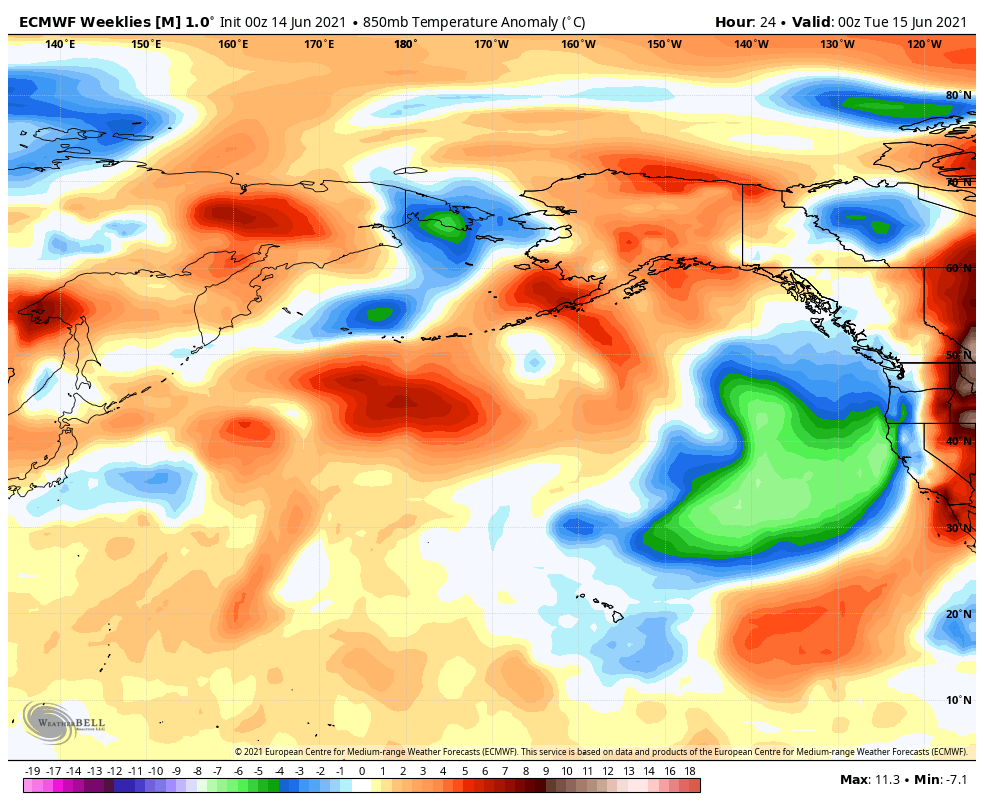 ECMWF Weeklies [M] 1.0° Init 00z 14 Jun 2021 • 850mb Temperature Anomaly (°C)
Hour: 24 • Valid: 00z Tue 15 Jun 2021
140°E 150°E 160°E 170°E 180° 170°W 160°W 150°W 140°W 130°W 120°W
80°N
70°N
60°N
50°N
40°N
30°N
20°N
10°N
WEATHERBELL
© 2021 European Centre for Medium-range Weather Forecasts (ECMWF). This service is based on data and products of the European Centre for Medium-range Weather Forecasts (ECMWF).
-19 -17 -14 -13 -12 -11 -10 -9 -8 -7 -6 -5 -4 -3 -2 -1 0 1 2 3 4 5 6 7 8 9 10 11 12 13 14 16 18
Max: 11.3 • Min: -7.1